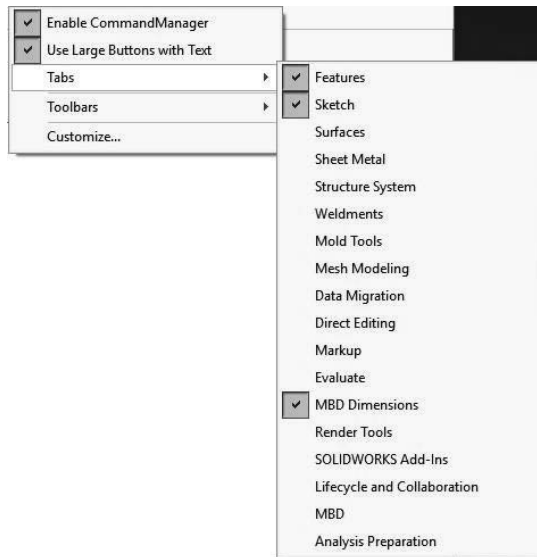 Enable CommandManager
Use Large Buttons with Text
Tabs
Toolbars
Customize...
Features
Sketch
Surfaces
Sheet Metal
Structure System
Weldments
Mold Tools
Mesh Modeling
Data Migration
Direct Editing
Markup
Evaluate
MBD Dimensions
Render Tools
SOLIDWORKS Add-Ins
Lifecycle and Collaboration
MBD
Analysis Preparation